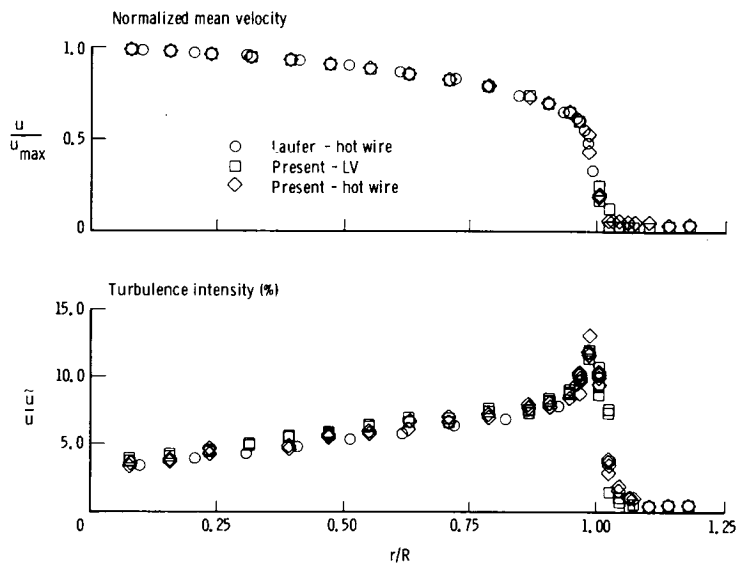 Normalized mean velocity
1.0
0.5
0
u
u max
Laufer - hot wire
Present - LV
Present - hot wire
Turbulence intensity (%)
15.0
10.0
5.0
0
ũ
u
0.25
0.50
0.75
1.00
1.25
r/R